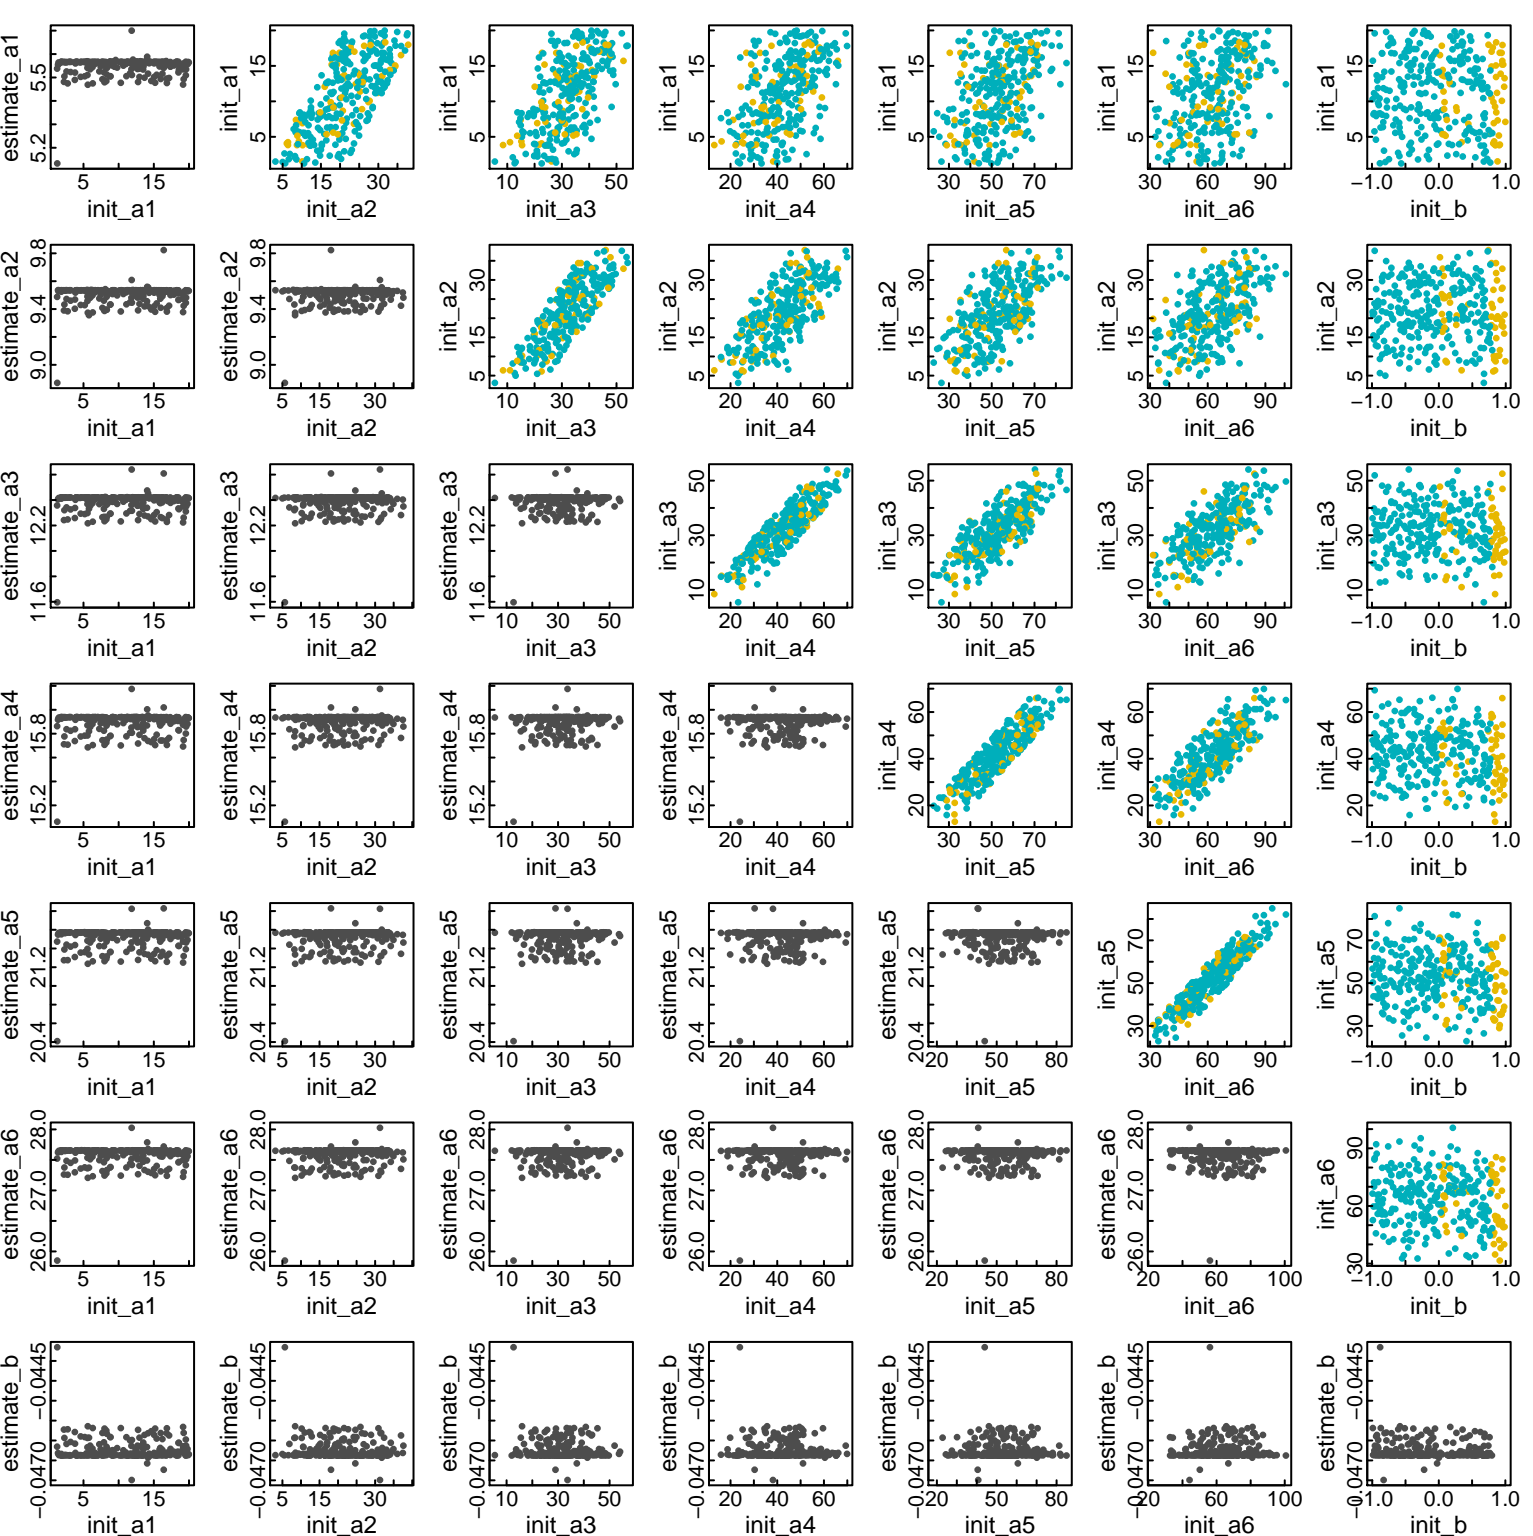 estimate_a1 5.2 5.5 5 15 init_a1
init_a1 5 15 5 15 30 init_a2
init_a1 5 15 10 30 50 init_a3
init_a1 5 15 20 40 60 init_a4
init_a1 5 15 30 50 70 init_a5
init_a1 5 15 30 60 90 init_a6
init_a1 5 15 −1.0 0.0 1.0 init_b
estimate_a2 9.0 9.4 9.8 5 15 init_a1
estimate_a2 9.0 9.4 9.8 5 15 30 init_a2
init_a2 5 15 30 10 30 50 init_a3
init_a2 5 15 30 20 40 60 init_a4
init_a2 5 15 30 30 50 70 init_a5
init_a2 5 15 30 30 60 90 init_a6
init_a2 5 15 30 −1.0 0.0 1.0 init_b
estimate_a3 11.6 12.2 5 15 init_a1
estimate_a3 11.6 12.2 5 15 30 init_a2
estimate_a3 11.6 12.2 10 30 50 init_a3
init_a3 10 30 50 20 40 60 init_a4
init_a3 10 30 50 30 50 70 init_a5
init_a3 10 30 50 30 60 90 init_a6
init_a3 10 30 50 −1.0 0.0 1.0 init_b
estimate_a4 15.2 15.8 5 15 init_a1
estimate_a4 15.2 15.8 5 15 30 init_a2
estimate_a4 15.2 15.8 10 30 50 init_a3
estimate_a4 15.2 15.8 20 40 60 init_a4
init_a4 20 40 60 30 50 70 init_a5
init_a4 20 40 60 30 60 90 init_a6
init_a4 20 40 60 −1.0 0.0 1.0 init_b
estimate_a5 20.4 21.2 5 15 init_a1
estimate_a5 20.4 21.2 5 15 30 init_a2
estimate_a5 20.4 21.2 10 30 50 init_a3
estimate_a5 20.4 21.2 20 40 60 init_a4
estimate_a5 20.4 21.2 20 50 80 init_a5
init_a5 30 50 70 30 60 90 init_a6
init_a5 30 50 70 −1.0 0.0 1.0 init_b
estimate_a6 26.0 27.0 28.0 5 15 init_a1
estimate_a6 26.0 27.0 28.0 5 15 30 init_a2
estimate_a6 26.0 27.0 28.0 10 30 50 init_a3
estimate_a6 26.0 27.0 28.0 20 40 60 init_a4
estimate_a6 26.0 27.0 28.0 20 50 80 init_a5
estimate_a6 26.0 27.0 28.0 20 60 100 init_a6
init_a6 30 60 90 −1.0 0.0 1.0 init_b
estimate_b −0.0470 −0.0445 5 15 init_a1
estimate_b −0.0470 −0.0445 5 15 30 init_a2
estimate_b −0.0470 −0.0445 10 30 50 init_a3
estimate_b −0.0470 −0.0445 20 40 60 init_a4
estimate_b −0.0470 −0.0445 20 50 80 init_a5
estimate_b −0.0470 −0.0445 20 60 100 init_a6
estimate_b −0.0470 −0.0445 −1.0 0.0 1.0 init_b